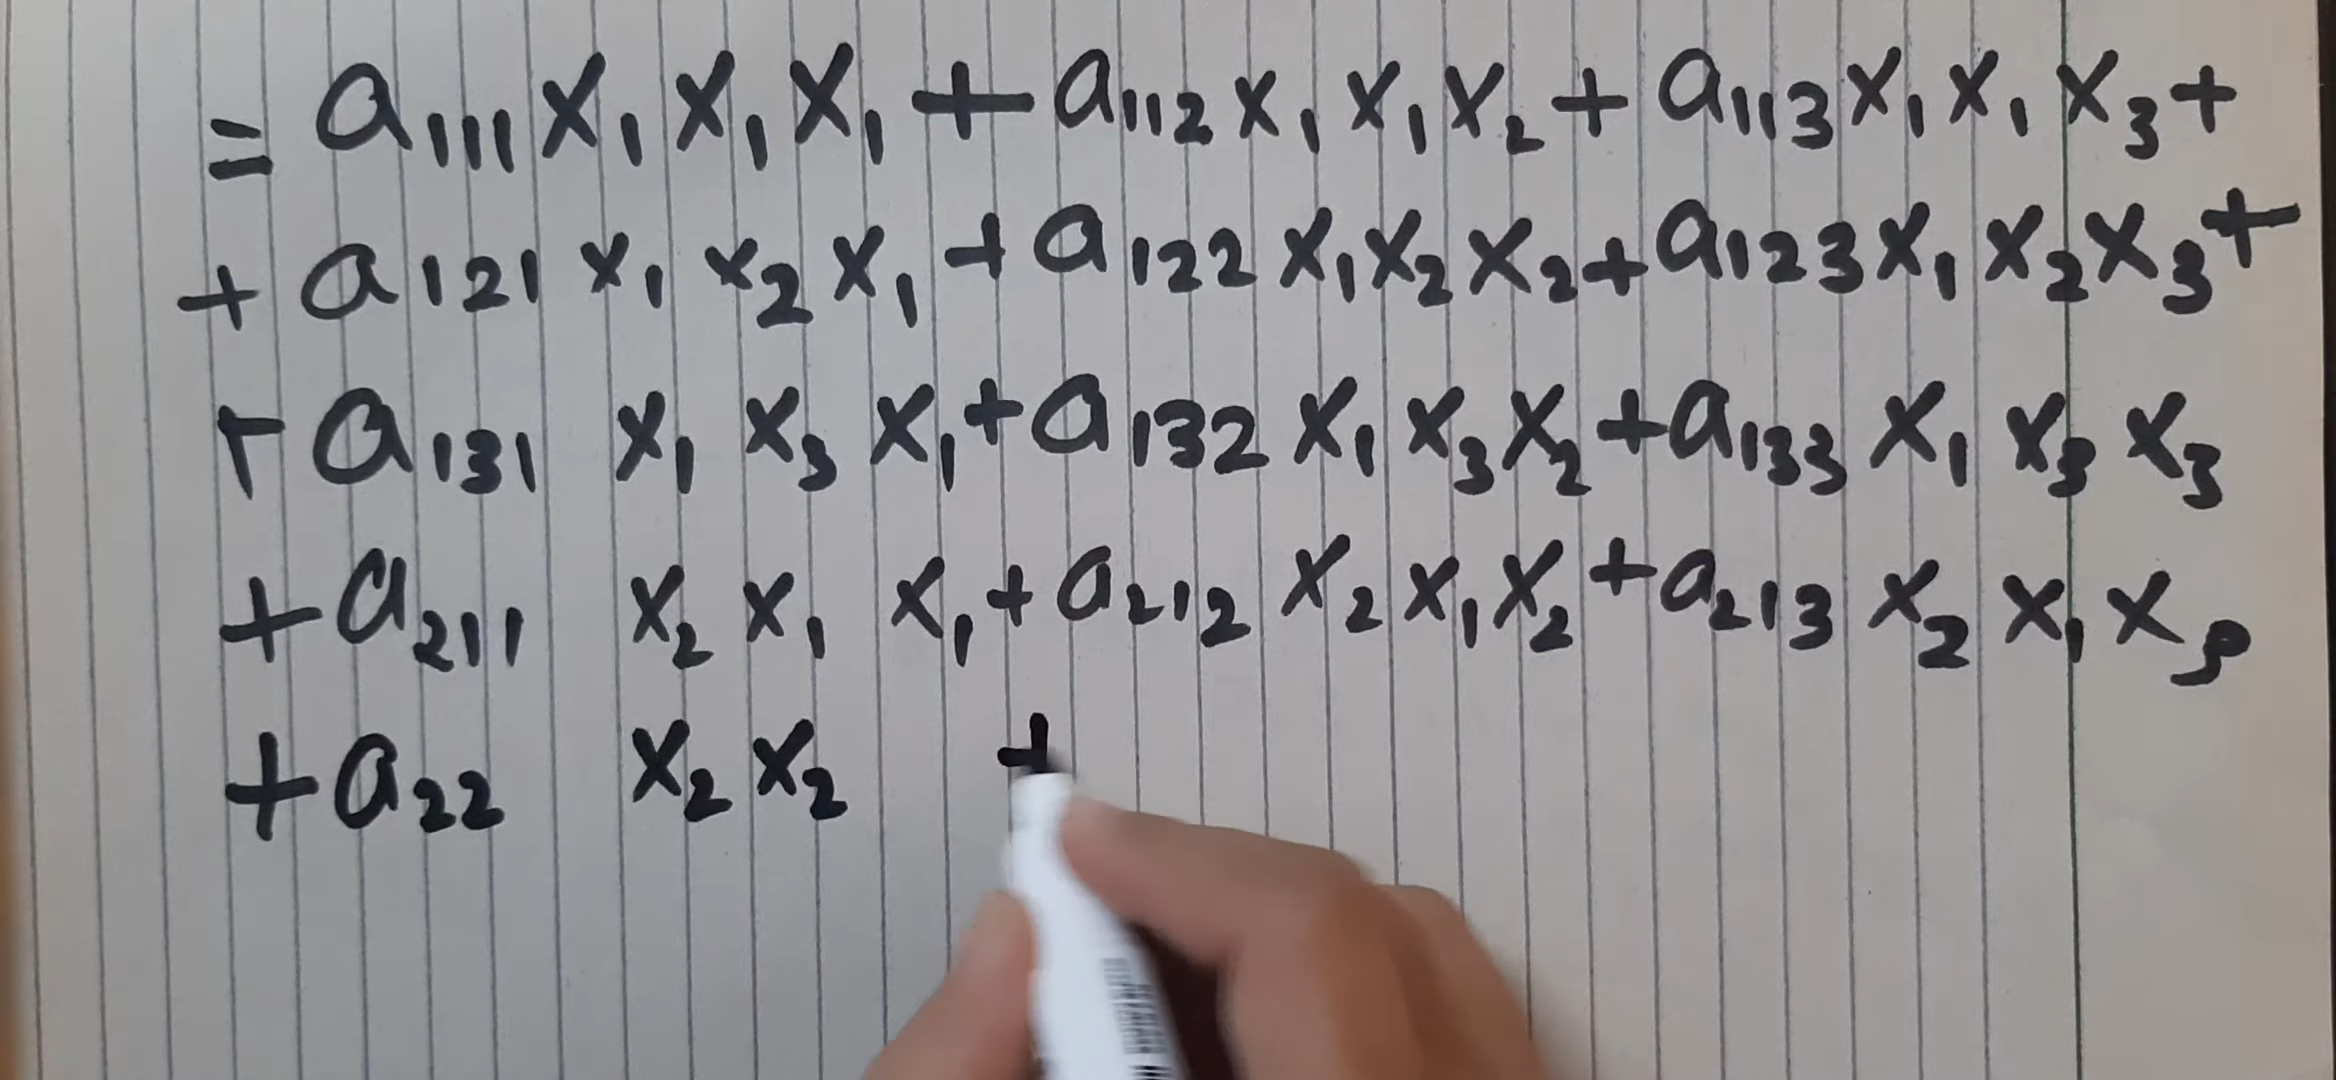 = a₁₁₁ x₁ x₁ x₁ + a₁₁₂ x₁ x₁ x₂ + a₁₁₃ x₁ x₁ x₃ +
+ a₁₂₁ x₁ x₂ x₁ + a₁₂₂ x₁ x₂ x₂ + a₁₂₃ x₁ x₂ x₃ +
+ a₁₃₁ x₁ x₃ x₁ + a₁₃₂ x₁ x₃ x₂ + a₁₃₃ x₁ x₃ x₃
+ a₂₁₁ x₂ x₁ x₁ + a₂₁₂ x₂ x₁ x₂ + a₂₁₃ x₂ x₁ x₃
+ a₂₂ x₂ x₂ +